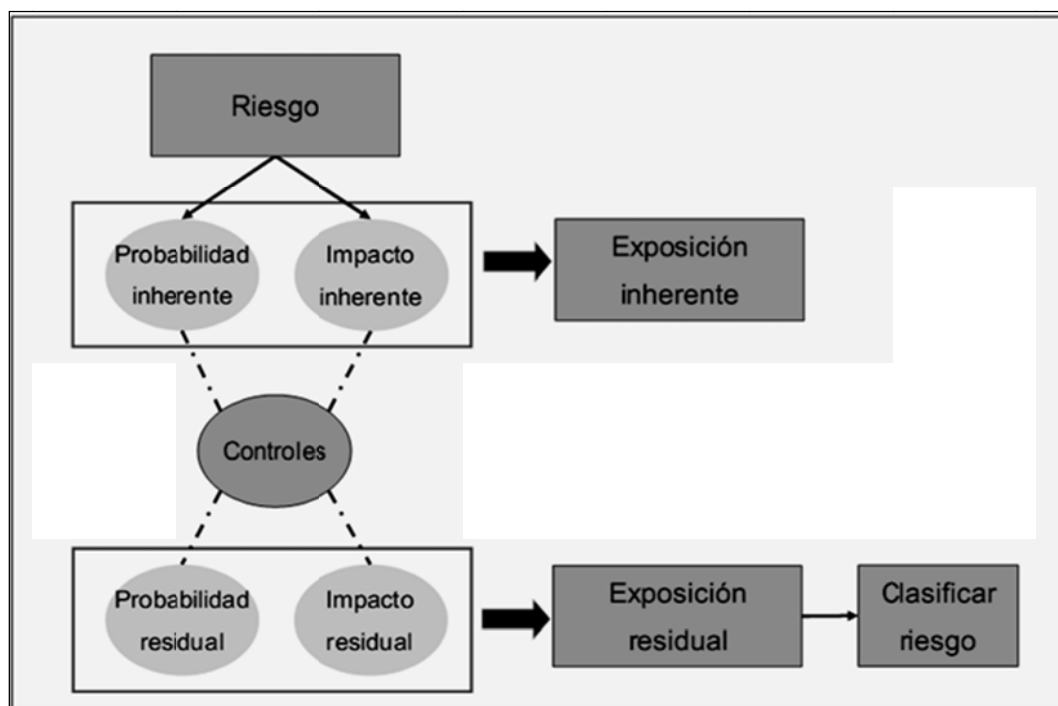 Riesgo
Probabilidad
inherente
Impacto
inherente
Exposición
inherente
Controles
Probabilidad
residual
Impacto
residual
Exposición
residual
Clasificar
riesgo